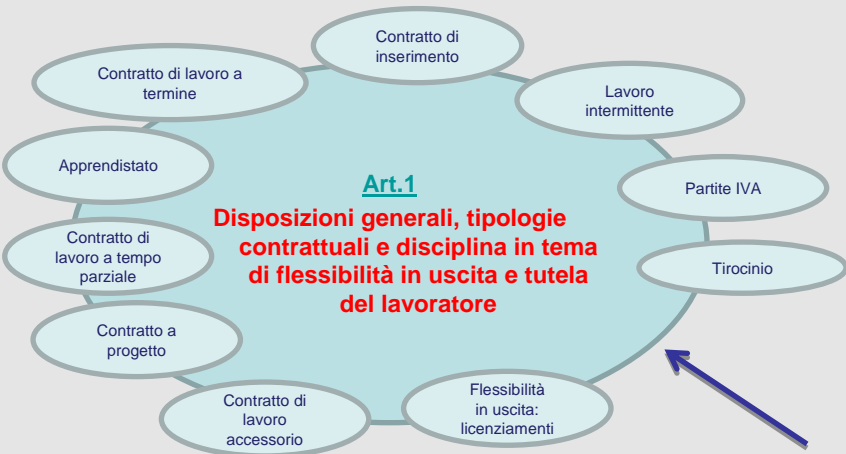 Contratto di
inserimento
Contratto di lavoro a
termine
Lavoro
intermittente
Apprendistato
Art.1
Disposizioni generali, tipologie
contrattuali e disciplina in tema
di flessibilità in uscita e tutela
del lavoratore
Partite IVA
Contratto di
lavoro a tempo
parziale
Tirocinio
Contratto a
progetto
Contratto di
lavoro
accessorio
Flessibilità
in uscita:
licenziamenti